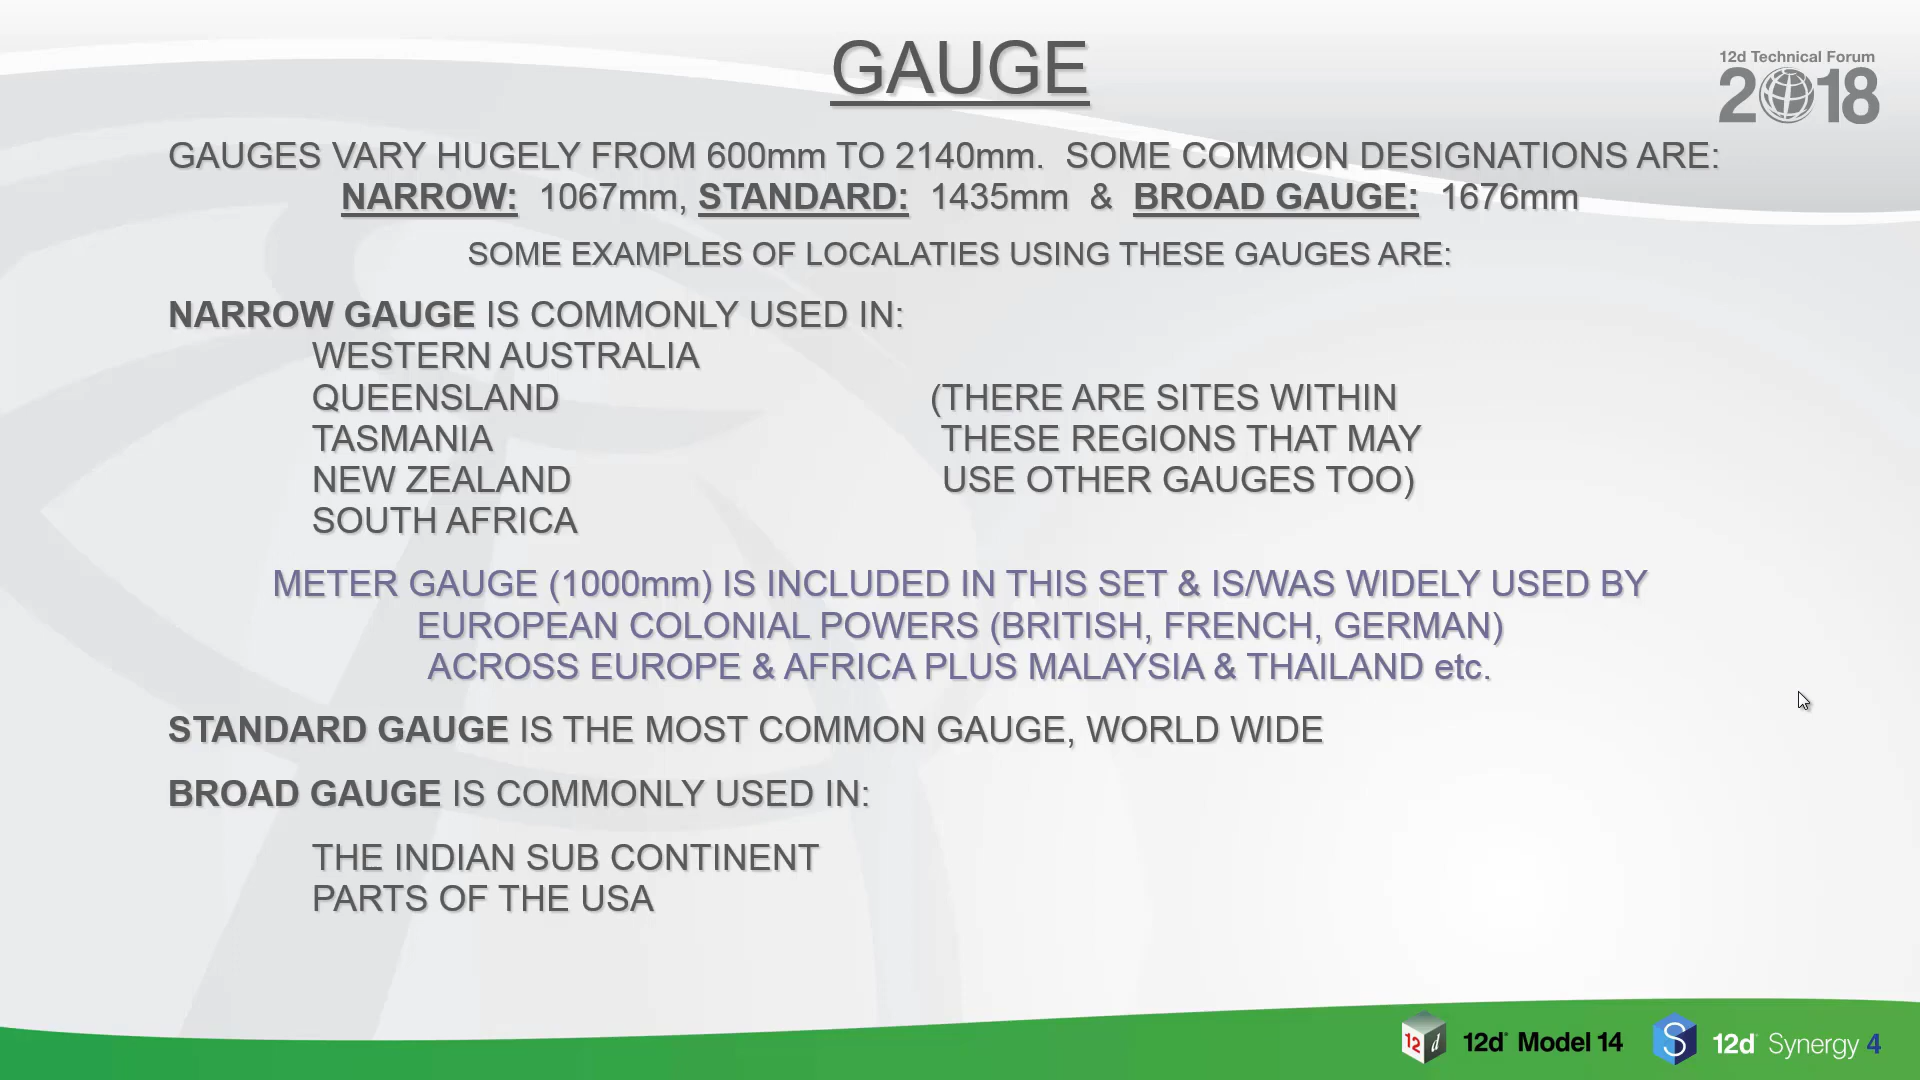 GAUGE
12d Technical Forum
2018
GAUGES VARY HUGELY FROM 600mm TO 2140mm. SOME COMMON DESIGNATIONS ARE:
NARROW: 1067mm, STANDARD: 1435mm & BROAD GAUGE: 1676mm
SOME EXAMPLES OF LOCALATIES USING THESE GAUGES ARE:
NARROW GAUGE IS COMMONLY USED IN:
WESTERN AUSTRALIA
QUEENSLAND (THERE ARE SITES WITHIN
TASMANIA THESE REGIONS THAT MAY
NEW ZEALAND USE OTHER GAUGES TOO)
SOUTH AFRICA
METER GAUGE (1000mm) IS INCLUDED IN THIS SET & IS/WAS WIDELY USED BY
EUROPEAN COLONIAL POWERS (BRITISH, FRENCH, GERMAN)
ACROSS EUROPE & AFRICA PLUS MALAYSIA & THAILAND etc.
STANDARD GAUGE IS THE MOST COMMON GAUGE, WORLD WIDE
BROAD GAUGE IS COMMONLY USED IN:
THE INDIAN SUB CONTINENT
PARTS OF THE USA
12d 12d Model 14 S 12d Synergy 4